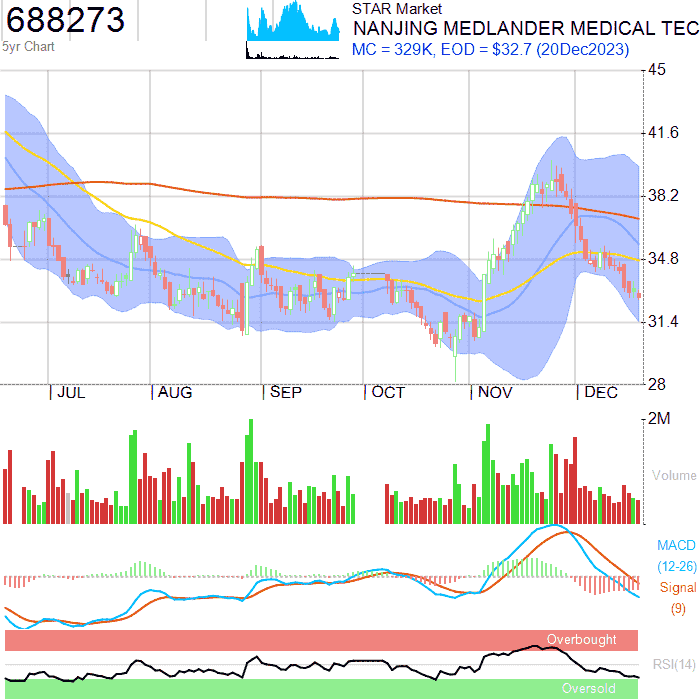 688273
5yr Chart
STAR Market
NANJING MEDLANDER MEDICAL TEC
MC = 329K, EOD = $32.7 (20Dec2023)
45
41.6
38.2
34.8
31.4
28
JUL AUG SEP OCT NOV DEC
2M
Volume
MACD
(12-26)
Signal
(9)
Overbought
RSI(14)
Oversold